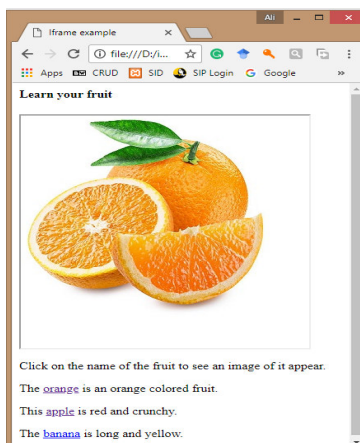 Ali
Iframe example
file:///D:/i...
Apps CRUD SID SIP Login G Google »
Learn your fruit
Click on the name of the fruit to see an image of it appear.
The orange is an orange colored fruit.
This apple is red and crunchy.
The banana is long and yellow.